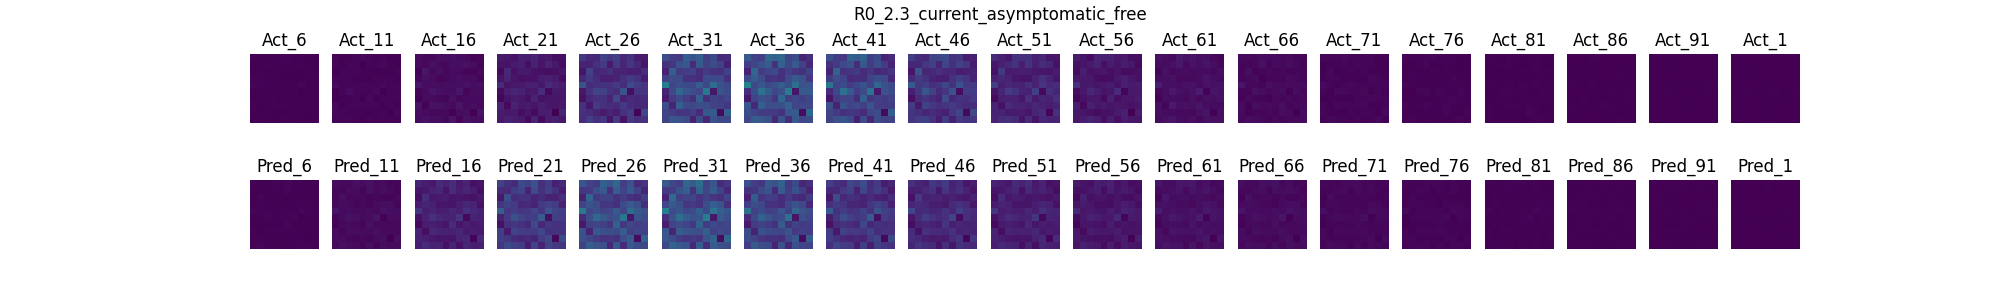 R0_2.3_current_asymptomatic_free
Act_6 Act_11 Act_16 Act_21 Act_26 Act_31 Act_36 Act_41 Act_46 Act_51 Act_56 Act_61 Act_66 Act_71 Act_76 Act_81 Act_86 Act_91 Act_1
Pred_6 Pred_11 Pred_16 Pred_21 Pred_26 Pred_31 Pred_36 Pred_41 Pred_46 Pred_51 Pred_56 Pred_61 Pred_66 Pred_71 Pred_76 Pred_81 Pred_86 Pred_91 Pred_1